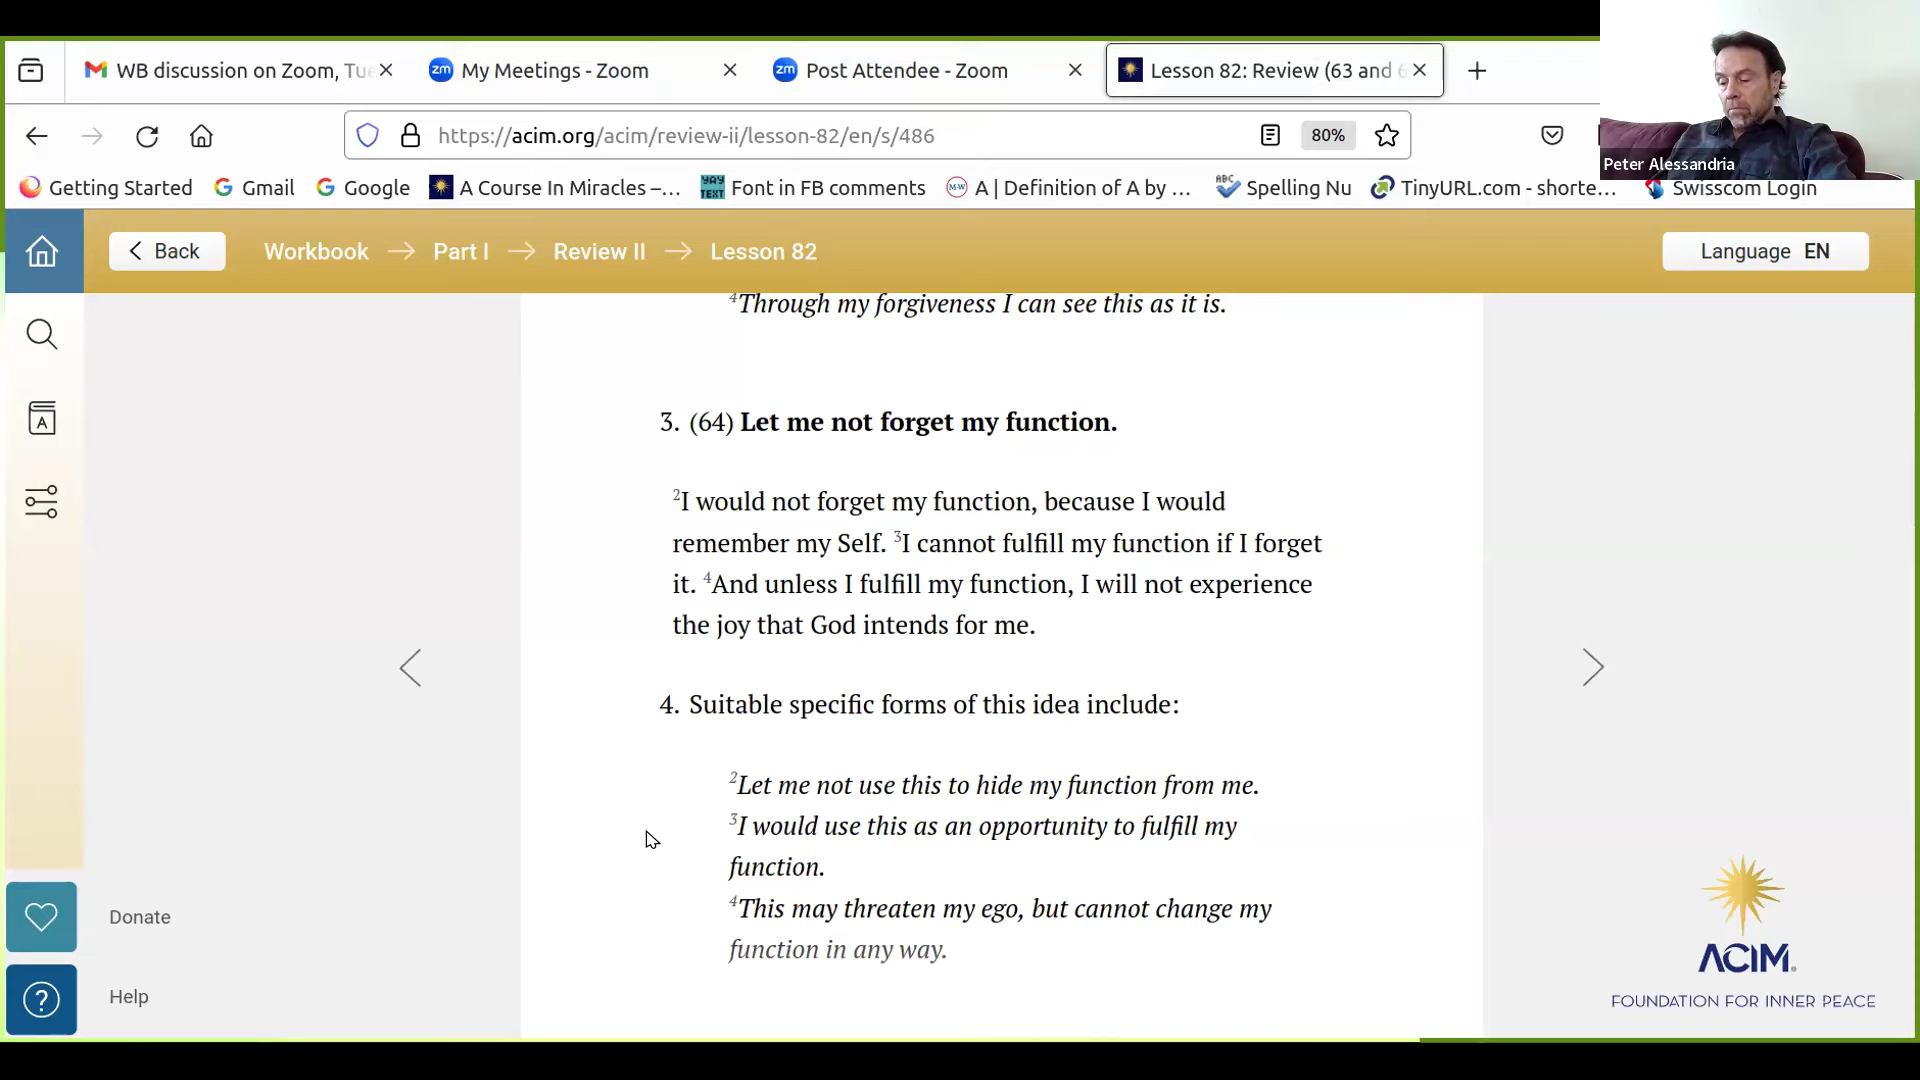 WB discussion on Zoom, Tue
My Meetings - Zoom
Post Attendee - Zoom
Lesson 82: Review (63 and 6
https://acim.org/acim/review-ii/lesson-82/en/s/486
80%
Peter Alessandria
Getting Started
Gmail
Google
A Course In Miracles –...
YAY TEXT
Font in FB comments
M-W
A | Definition of A by ...
ABC
Spelling Nu
TinyURL.com - shorte...
Swisscom Login
Back
Workbook → Part I → Review II → Lesson 82
Language EN
4Through my forgiveness I can see this as it is.
3. (64) Let me not forget my function.
2I would not forget my function, because I would
remember my Self. 3I cannot fulfill my function if I forget
it. 4And unless I fulfill my function, I will not experience
the joy that God intends for me.
4. Suitable specific forms of this idea include:
2Let me not use this to hide my function from me.
3I would use this as an opportunity to fulfill my
function.
4This may threaten my ego, but cannot change my
function in any way.
Donate
Help
ACIM®
FOUNDATION FOR INNER PEACE